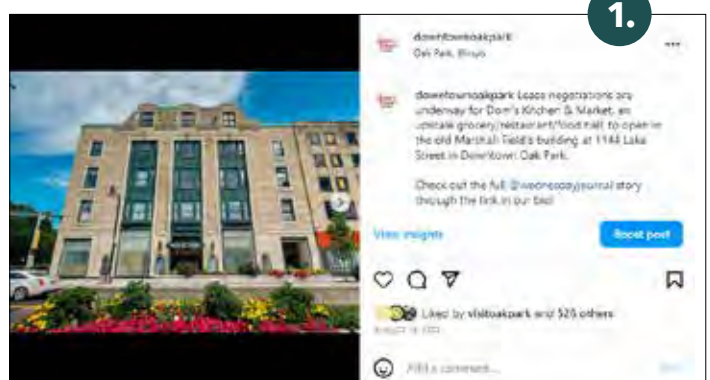 1.
downtownoakpark
Oak Park, Illinois
downtownoakpark Lease negotiations are
underway for Dom's Kitchen & Market, an
upscale grocery/restaurant/food hall, to open in
the old Marshall Field's building at 1144 Lake
Street in Downtown Oak Park.
Check out the full @wednesdayjournal story
through the link in our bio!
View insights
Boost post
Liked by visitoakpark and 526 others
Add a comment...